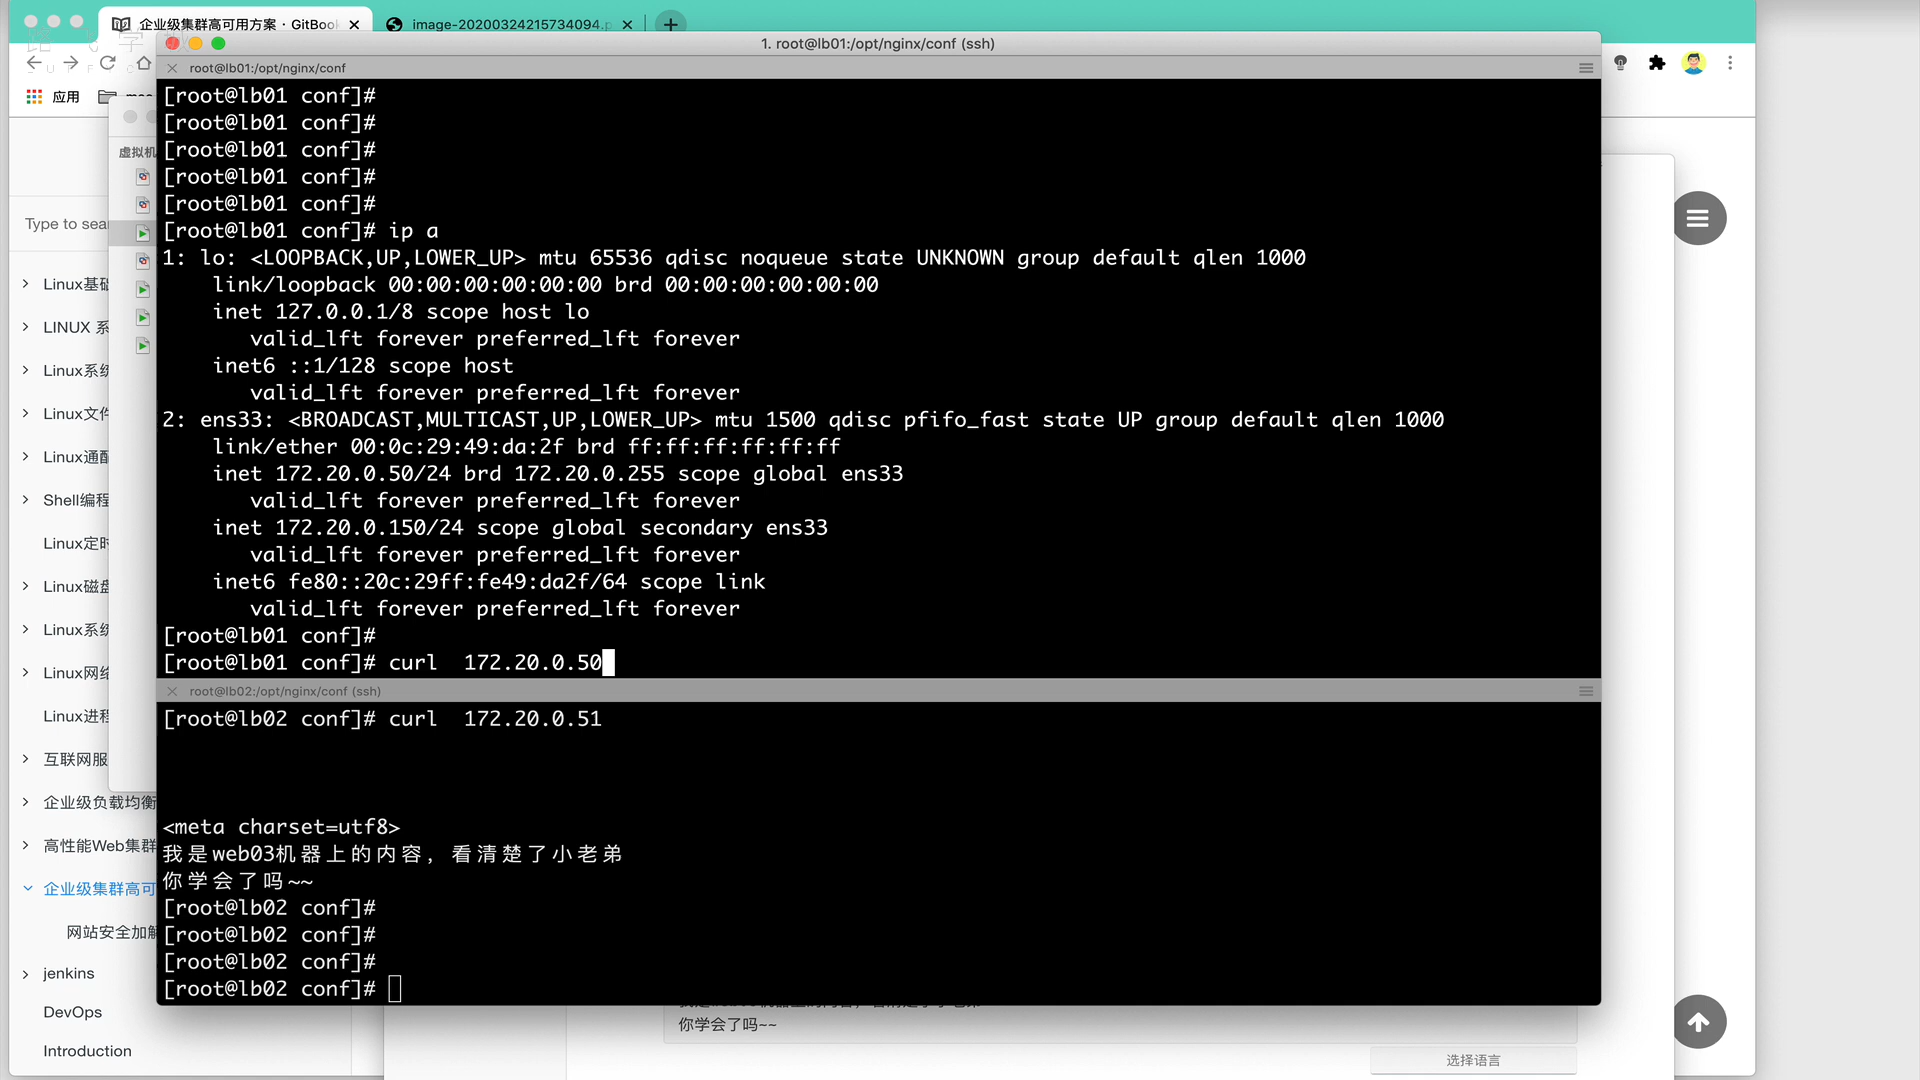 企业级集群高可用方案 · GitBook
image-20200324215734094.p
1. root@lb01:/opt/nginx/conf (ssh)
root@lb01:/opt/nginx/conf
应用
[root@lb01 conf]#
[root@lb01 conf]#
[root@lb01 conf]#
[root@lb01 conf]#
[root@lb01 conf]#
[root@lb01 conf]# ip a
1: lo: <LOOPBACK,UP,LOWER_UP> mtu 65536 qdisc noqueue state UNKNOWN group default qlen 1000
link/loopback 00:00:00:00:00:00 brd 00:00:00:00:00:00
inet 127.0.0.1/8 scope host lo
valid_lft forever preferred_lft forever
inet6 ::1/128 scope host
valid_lft forever preferred_lft forever
2: ens33: <BROADCAST,MULTICAST,UP,LOWER_UP> mtu 1500 qdisc pfifo_fast state UP group default qlen 1000
link/ether 00:0c:29:49:da:2f brd ff:ff:ff:ff:ff:ff
inet 172.20.0.50/24 brd 172.20.0.255 scope global ens33
valid_lft forever preferred_lft forever
inet 172.20.0.150/24 scope global secondary ens33
valid_lft forever preferred_lft forever
inet6 fe80::20c:29ff:fe49:da2f/64 scope link
valid_lft forever preferred_lft forever
[root@lb01 conf]#
[root@lb01 conf]# curl  172.20.0.50
root@lb02:/opt/nginx/conf (ssh)
[root@lb02 conf]# curl  172.20.0.51
<meta charset=utf8>
我是web03机器上的内容，看清楚了小老弟
你学会了吗~~
[root@lb02 conf]#
[root@lb02 conf]#
[root@lb02 conf]#
[root@lb02 conf]#
虚拟机
Type to sea
Linux基础
LINUX 系
Linux系统
Linux文件
Linux通配
Shell编程
Linux定时
Linux磁盘
Linux系统
Linux网络
Linux进程
互联网服
企业级负载均衡
高性能Web集群
企业级集群高可
网站安全加解
jenkins
DevOps
Introduction
你学会了吗~~
选择语言